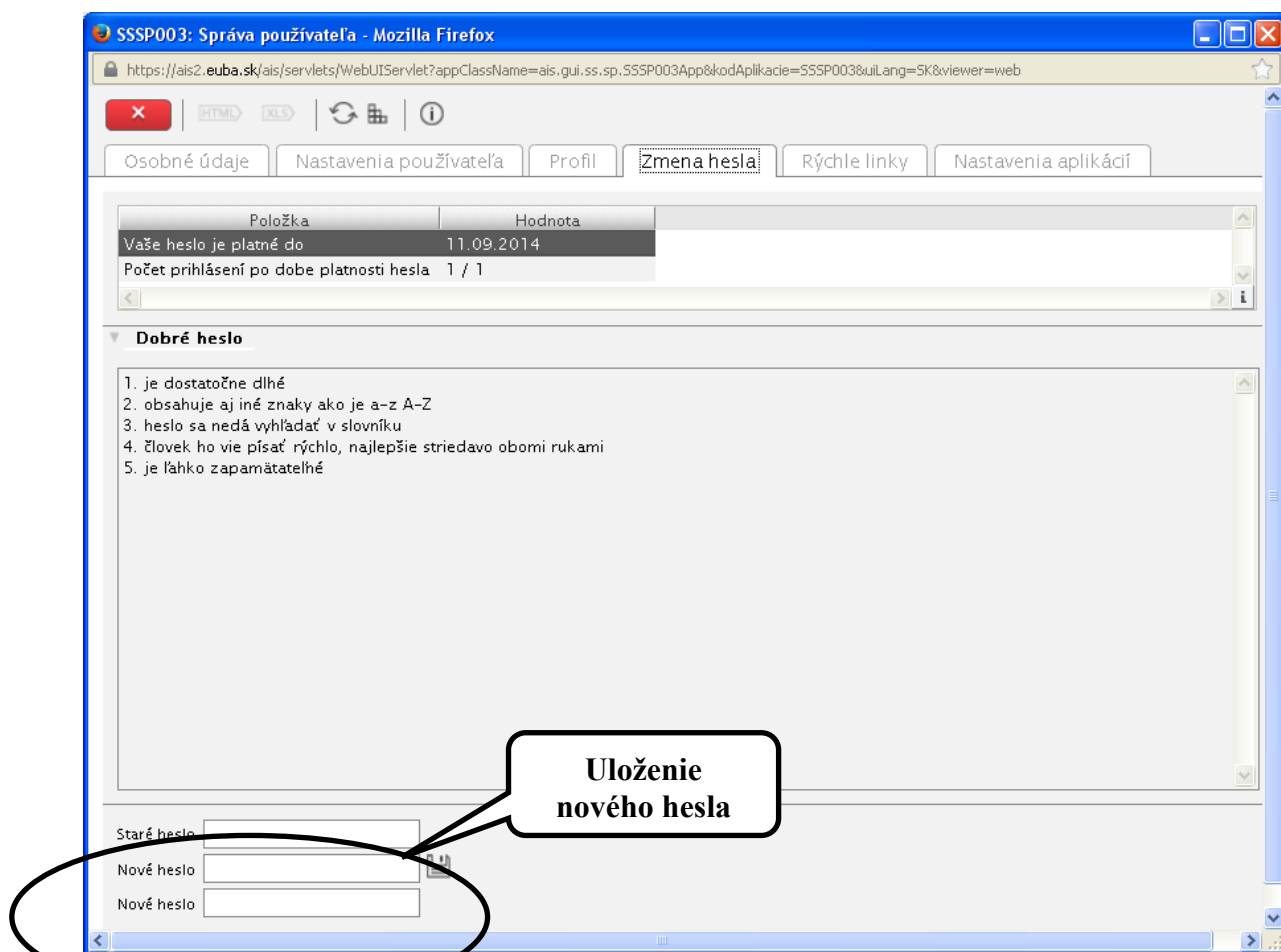 SSSP003: Správa používateľa - Mozilla Firefox
https://ais2.euba.sk/ais/servlets/WebUIServlet?appClassName=ais.gui.ss.sp.SSSP003App&kodAplikacie=SSSP003&uiLang=SK&viewer=web
HTML XLS
Osobné údaje Nastavenia používateľa Profil Zmena hesla Rýchle linky Nastavenia aplikácií
Položka Hodnota
Vaše heslo je platné do 11.09.2014
Počet prihlásení po dobe platnosti hesla 1 / 1
Dobré heslo
1. je dostatočne dlhé
2. obsahuje aj iné znaky ako je a-z A-Z
3. heslo sa nedá vyhľadať v slovníku
4. človek ho vie písať rýchlo, najlepšie striedavo obomi rukami
5. je ľahko zapamätateľné
Uloženie
nového hesla
Staré heslo
Nové heslo
Nové heslo